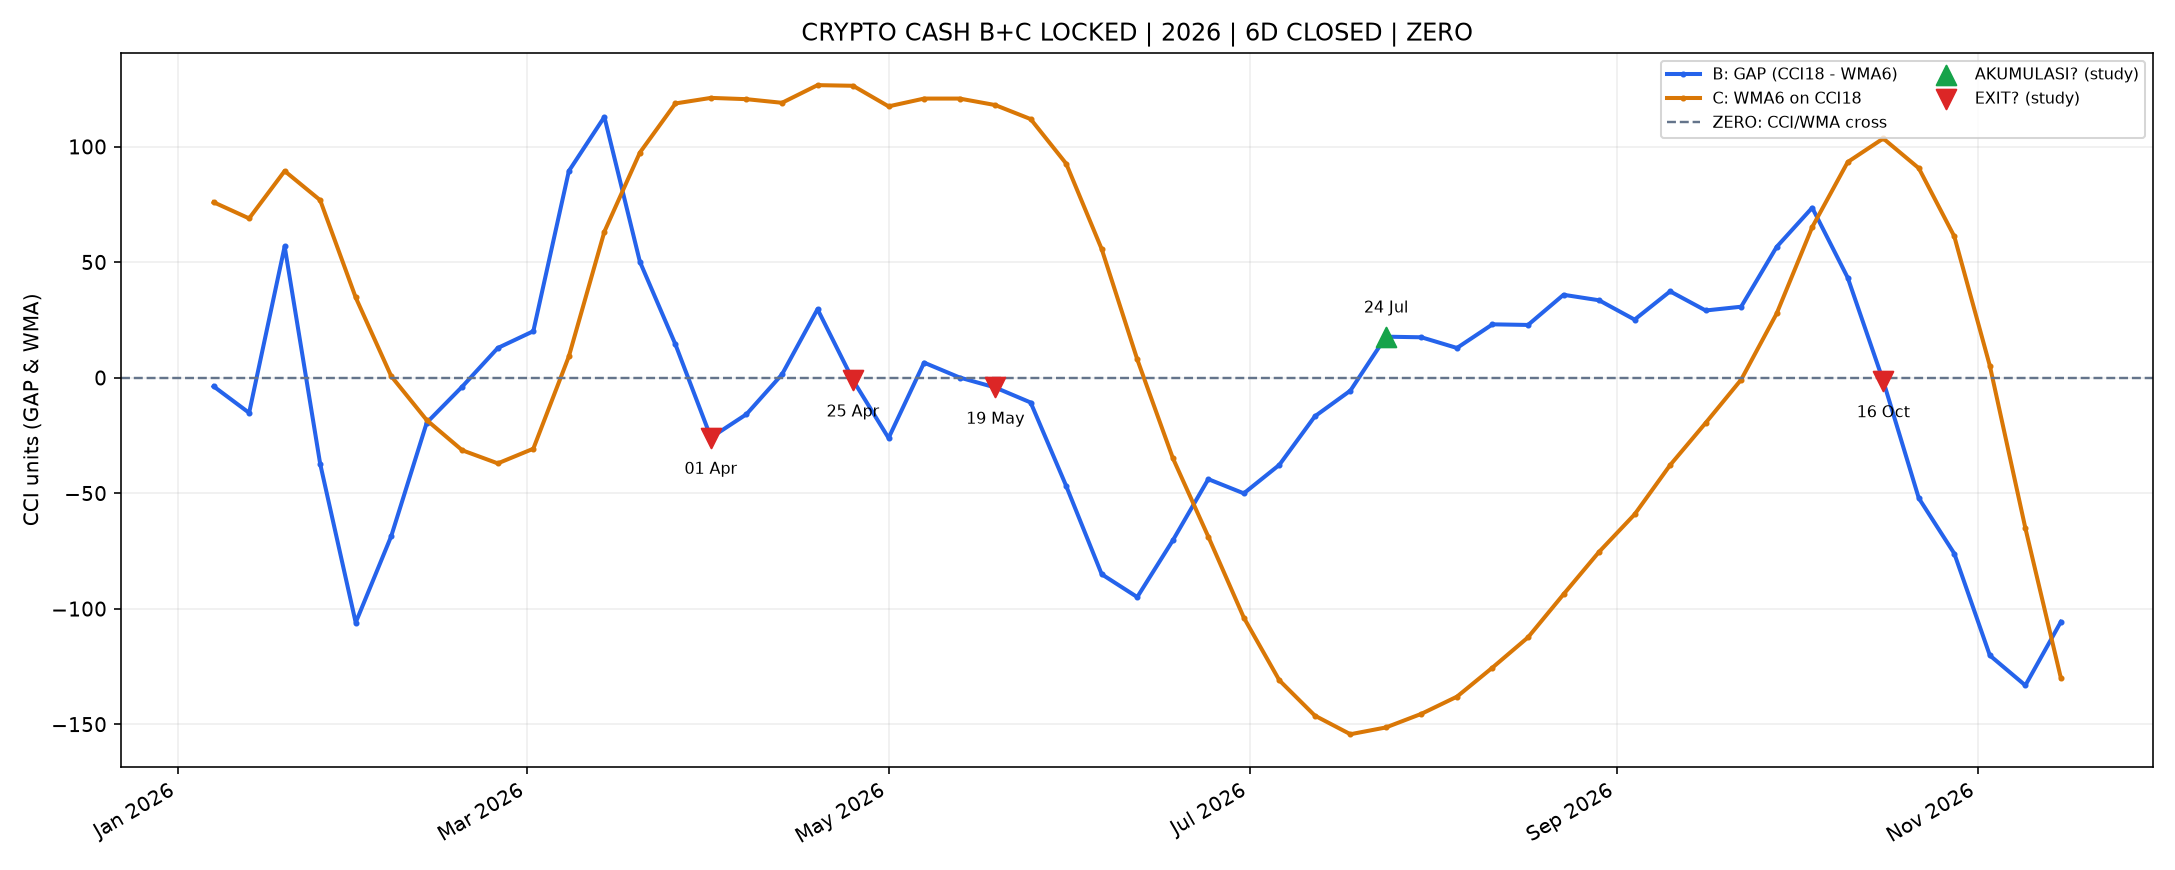 CRYPTO CASH B+C LOCKED | 2026 | 6D CLOSED | ZERO
B: GAP (CCI18 - WMA6)
C: WMA6 on CCI18
ZERO: CCI/WMA cross
AKUMULASI? (study)
EXIT? (study)
CCI units (GAP & WMA)
100
50
0
−50
−100
−150
01 Apr
25 Apr
19 May
24 Jul
16 Oct
Jan 2026
Mar 2026
May 2026
Jul 2026
Sep 2026
Nov 2026